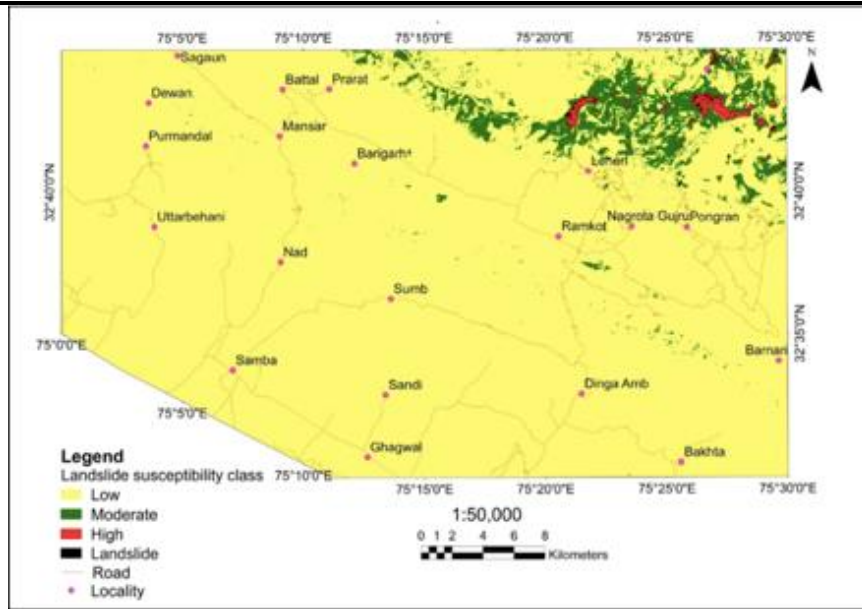 75°5'0"E 75°10'0"E 75°15'0"E 75°20'0"E 75°25'0"E 75°30'0"E
N
Sagaun
Battal Prarat
Dewan
Mansar
Purmandal
Barigarh
Laheri
32°40'0"N 32°40'0"N
Uttarbehani
Ramkot Nagrota Gujru Pongran
Nad
Sumb
75°0'0"E
32°35'0"N
Barnari
Samba
Sandi Dinga Amb
75°5'0"E
Ghagwal Bakhta
75°10'0"E 75°15'0"E 75°20'0"E 75°25'0"E 75°30'0"E
Legend
Landslide susceptibility class
Low
Moderate
High
Landslide
Road
Locality
1:50,000
0 1 2 4 6 8
Kilometers